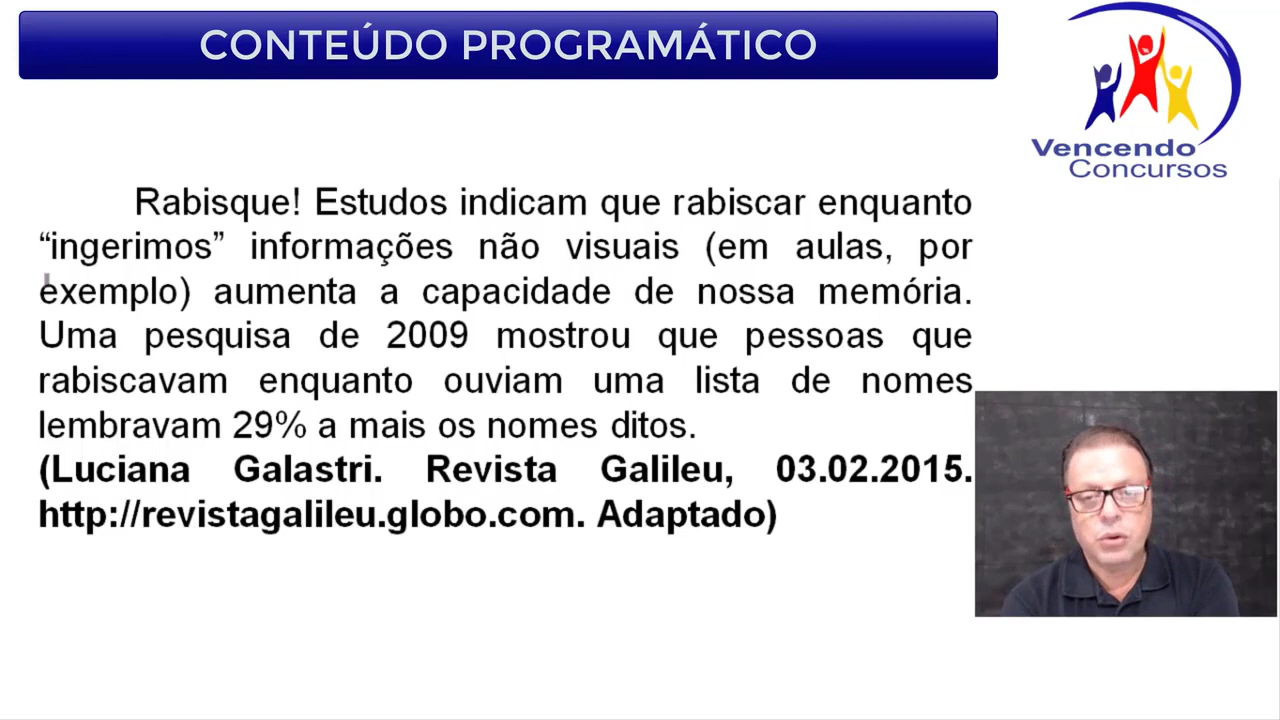 CONTEÚDO PROGRAMÁTICO
Vencendo
Concursos
Rabisque! Estudos indicam que rabiscar enquanto
“ingerimos” informações não visuais (em aulas, por
exemplo) aumenta a capacidade de nossa memória.
Uma pesquisa de 2009 mostrou que pessoas que
rabiscavam enquanto ouviam uma lista de nomes
lembravam 29% a mais os nomes ditos.
(Luciana Galastri. Revista Galileu, 03.02.2015.
http://revistagalileu.globo.com. Adaptado)